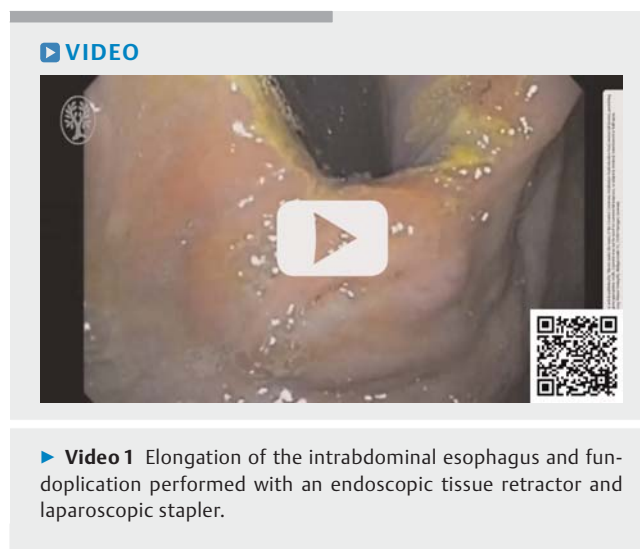 VIDEO
▶ Video 1 Elongation of the intrabdominal esophagus and fun-
doplication performed with an endoscopic tissue retractor and
laparoscopic stapler.